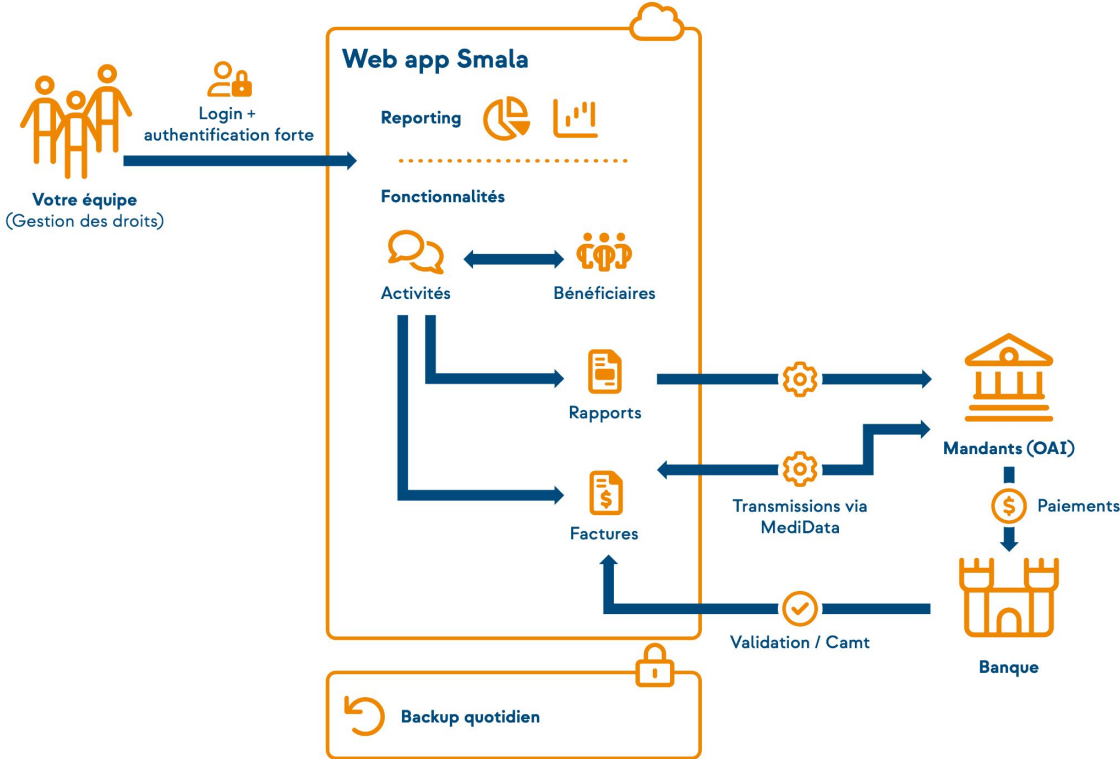 Web app Smala
Login +
authentification forte
Reporting
Votre équipe
(Gestion des droits)
Fonctionnalités
Activités
Bénéficiaires
Rapports
Mandants (OAI)
Transmissions via
MediData
$
Factures
$
Paiements
Validation / Camt
Banque
Backup quotidien